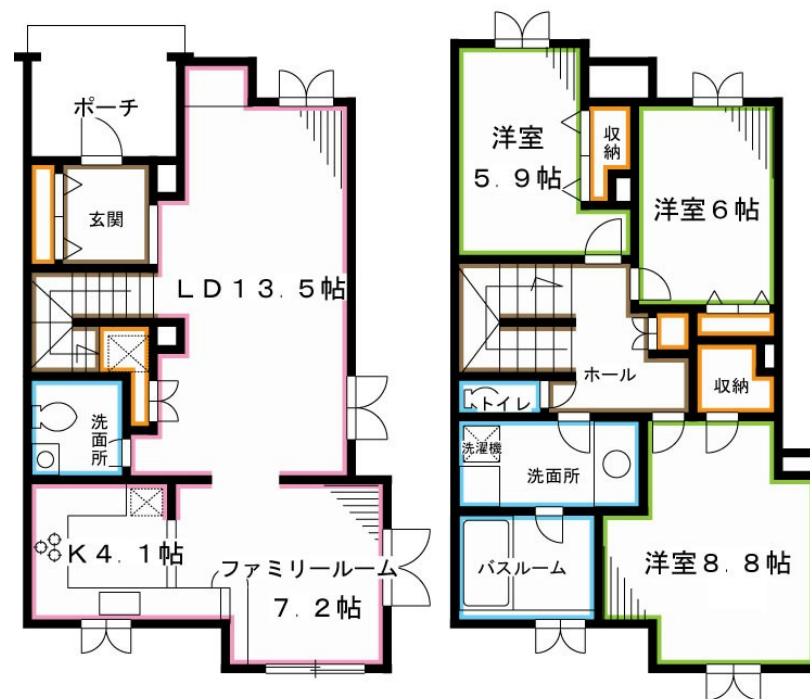 ポーチ
玄関
LD13.5帖
洗面所
K4.1帖
ファミリールーム
7.2帖
洋室
5.9帖
収納
洋室6帖
ホール
収納
トイレ
洗濯機
洗面所
バスルーム
洋室8.8帖